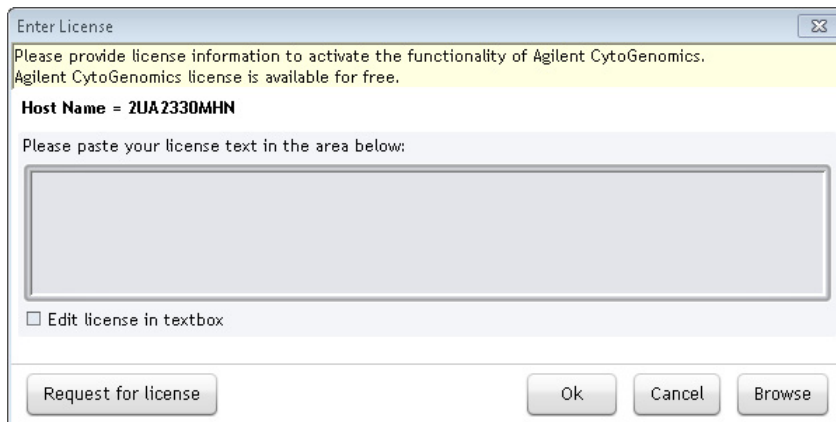 Enter License
Please provide license information to activate the functionality of Agilent CytoGenomics.
Agilent CytoGenomics license is available for free.
Host Name = 2UA2330MHN
Please paste your license text in the area below:
Edit license in textbox
Request for license
Ok
Cancel
Browse